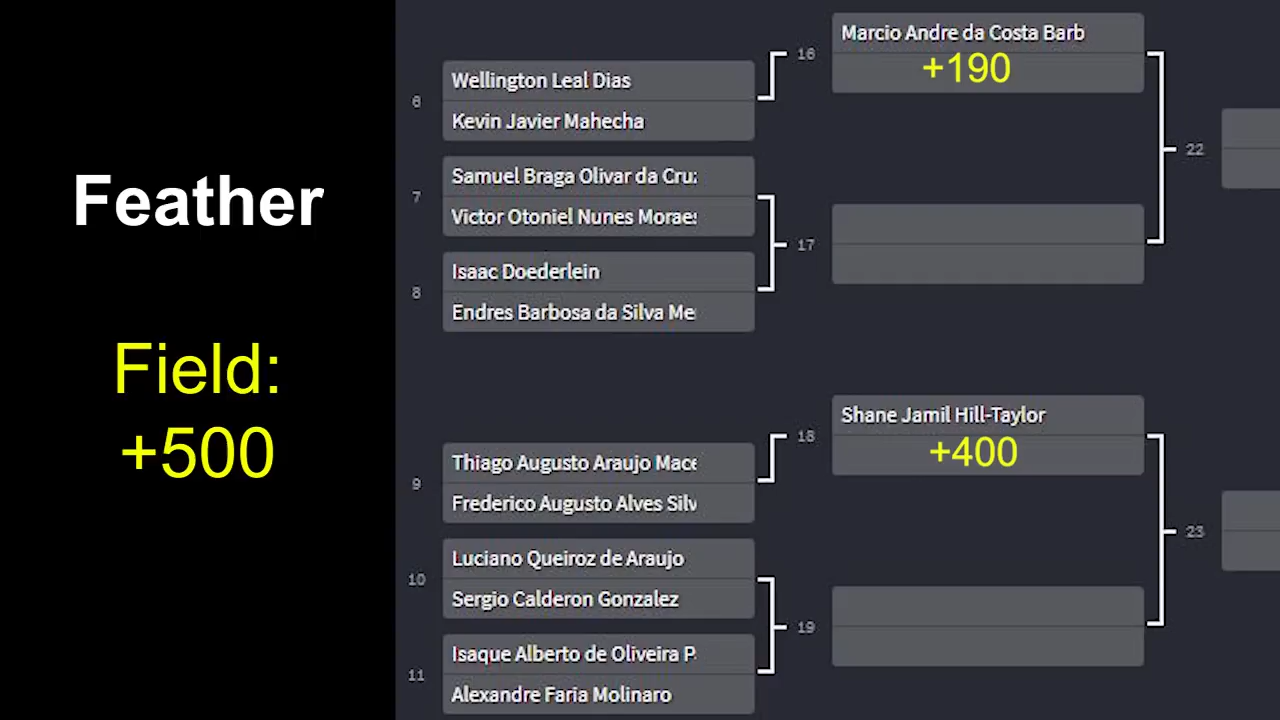 Feather
Field:
+500
6
Wellington Leal Dias
Kevin Javier Mahecha
7
Samuel Braga Olivar da Cruz
Victor Otoniel Nunes Moraes
8
Isaac Doederlein
Endres Barbosa da Silva Me
9
Thiago Augusto Araujo Mace
Frederico Augusto Alves Silv
10
Luciano Queiroz de Araujo
Sergio Calderon Gonzalez
11
Isaque Alberto de Oliveira P
Alexandre Faria Molinaro
16
Marcio Andre da Costa Barb
+190
17
18
Shane Jamil Hill-Taylor
+400
19
22
23